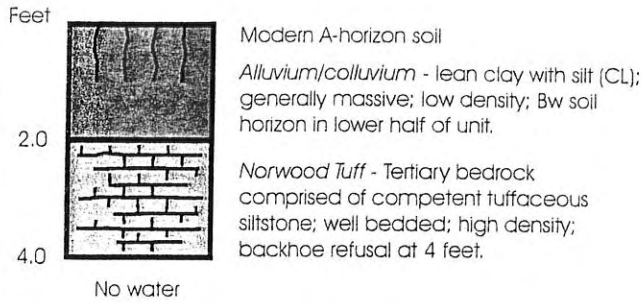 Feet
Modern A-horizon soil
Alluvium/colluvium - lean clay with silt (CL);
generally massive; low density; Bw soil
horizon in lower half of unit.
2.0
Norwood Tuff - Tertiary bedrock
comprised of competent tuffaceous
siltstone; well bedded; high density;
backhoe refusal at 4 feet.
4.0
No water